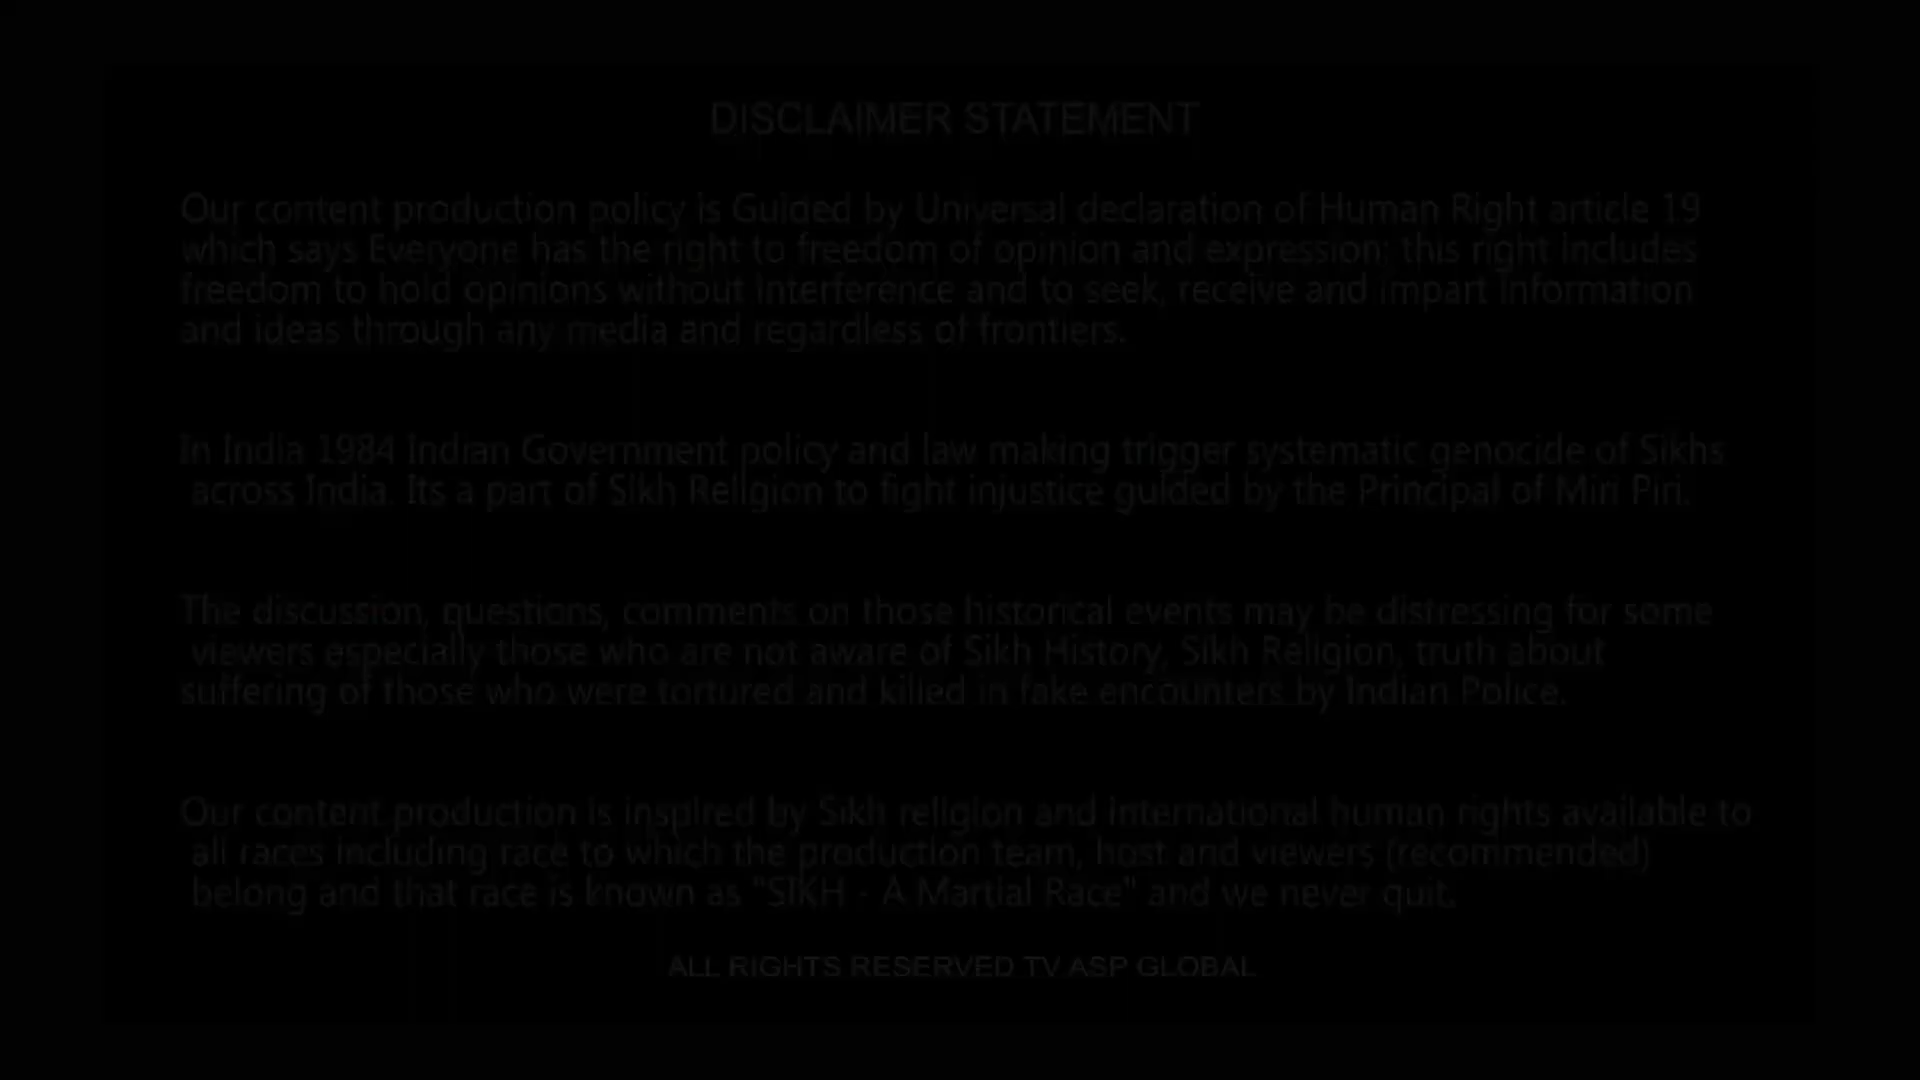 DISCLAIMER STATEMENT
Our content production policy is Guided by Universal declaration of Human Right article 19
which says Everyone has the right to freedom of opinion and expression; this right includes
freedom to hold opinions without interference and to seek, receive and impart information
and ideas through any media and regardless of frontiers.
In India 1984 Indian Government policy and law making trigger systematic genocide of Sikhs
across India. Its a part of Sikh Religion to fight injustice guided by the Principal of Miri Piri.
The discussion, questions, comments on those historical events may be distressing for some
viewers especially those who are not aware of Sikh History, Sikh Religion, truth about
suffering of those who were tortured and killed in fake encounters by Indian Police.
Our content production is inspired by Sikh religion and international human rights available to
all races including race to which the production team, host and viewers (recommended)
belong and that race is known as "SIKH - A Martial Race" and we never quit.
ALL RIGHTS RESERVED TV ASP GLOBAL